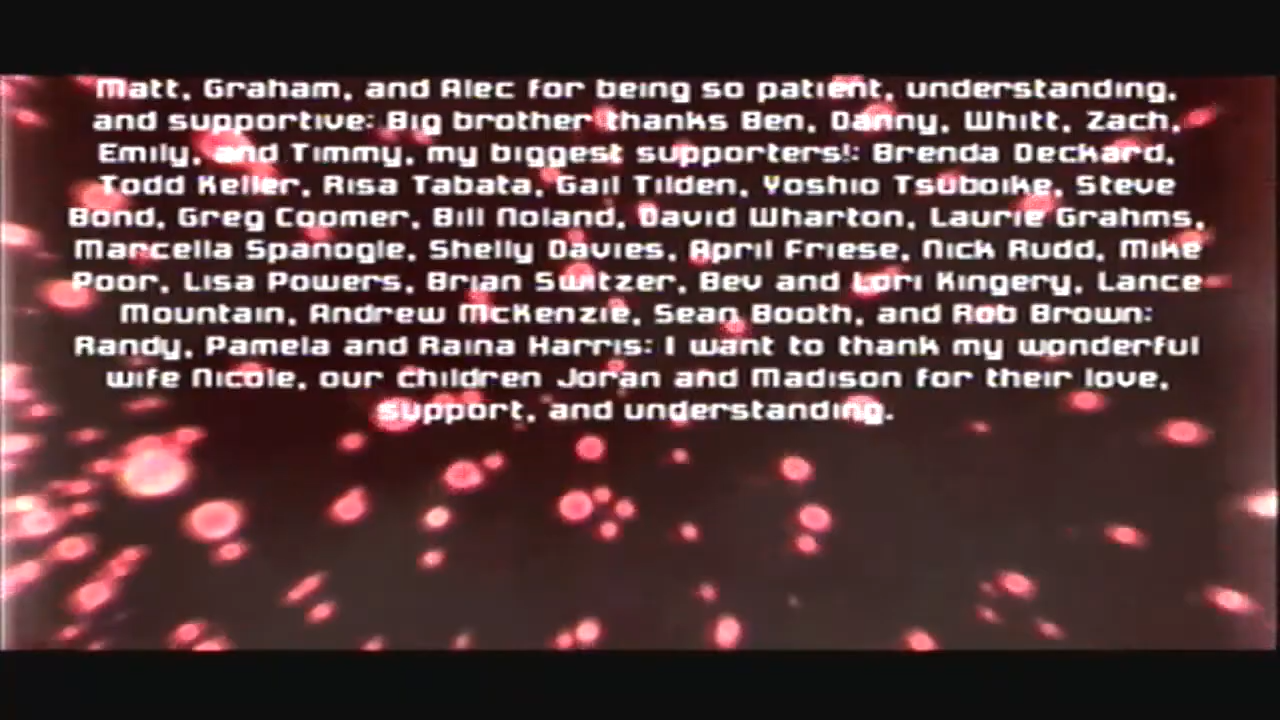 Matt, Graham, and Alec for being so patient, understanding,
and supportive; Big brother thanks Ben, Danny, Whitt, Zach,
Emily, and Timmy, my biggest supporters!; Brenda Deckard,
Todd Keller, Risa Tabata, Gail Tilden, Yoshio Tsuboike, Steve
Bond, Greg Coomer, Bill Noland, David Wharton, Laurie Grahms,
Marcella Spanogle, Shelly Davies, April Friese, Nick Rudd, Mike
Poor, Lisa Powers, Brian Switzer, Bev and Lori Kingery, Lance
Mountain, Andrew McKenzie, Sean Booth, and Rob Brown;
Randy, Pamela and Raina Harris; I want to thank my wonderful
wife Nicole, our children Joran and Madison for their love,
support, and understanding.